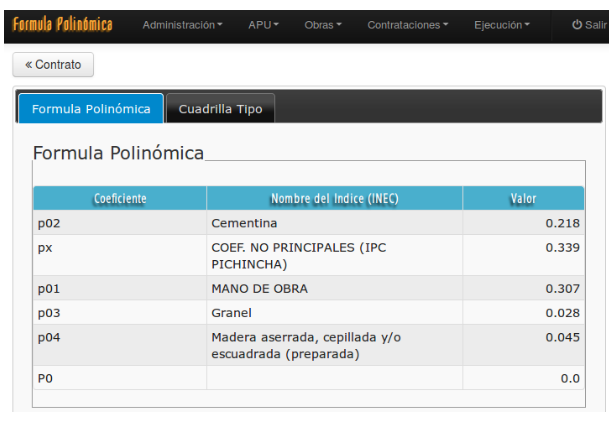 Formula Polinómica Administración APU Obras Contrataciones Ejecución Salir
« Contrato
Formula Polinómica Cuadrilla Tipo
Formula Polinómica
Coeficiente Nombre del Indice (INEC) Valor
p02 Cementina 0.218
px COEF. NO PRINCIPALES (IPC 0.339
PICHINCHA)
p01 MANO DE OBRA 0.307
p03 Granel 0.028
p04 Madera aserrada, cepillada y/o 0.045
escuadrada (preparada)
P0 0.0